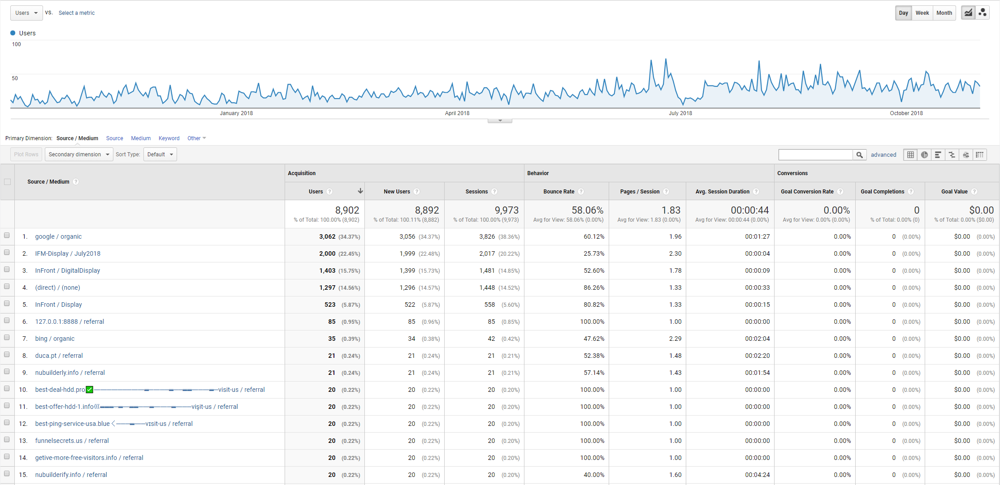 Users vs. Select a metric Day Week Month
Users
100
50
January 2018 April 2018 July 2018 October 2018
Primary Dimension: Source / Medium Source Medium Keyword Other
Plot Rows Secondary dimension Sort Type: Default advanced
Source / Medium ? Acquisition Behavior Conversions
Users ? New Users ? Sessions ? Bounce Rate ? Pages / Session ? Avg. Session Duration ? Goal Conversion Rate ? Goal Completions ? Goal Value ?
8,902 8,892 9,973 58.06% 1.83 00:00:44 0.00% 0 $0.00
% of Total: 100.00% (8,902) % of Total: 100.11% (8,882) % of Total: 100.00% (9,973) Avg for View: 58.06% (0.00%) Avg for View: 1.83 (0.00%) Avg for View: 00:00:44 (0.00%) Avg for View: 0.00% (0.00%) % of Total: 0.00% (0) % of Total: 0.00% ($0.00)
1. google / organic 3,062 (34.37%) 3,056 (34.37%) 3,826 (38.36%) 60.12% 1.96 00:01:27 0.00% 0 (0.00%) $0.00 (0.00%)
2. IFM-Display / July2018 2,000 (22.45%) 1,999 (22.48%) 2,017 (20.22%) 25.73% 2.30 00:00:04 0.00% 0 (0.00%) $0.00 (0.00%)
3. InFront / DigitalDisplay 1,403 (15.75%) 1,399 (15.73%) 1,481 (14.85%) 52.60% 1.78 00:00:09 0.00% 0 (0.00%) $0.00 (0.00%)
4. (direct) / (none) 1,297 (14.56%) 1,296 (14.57%) 1,448 (14.52%) 86.26% 1.33 00:00:33 0.00% 0 (0.00%) $0.00 (0.00%)
5. InFront / Display 523 (5.87%) 522 (5.87%) 558 (5.60%) 80.82% 1.33 00:00:15 0.00% 0 (0.00%) $0.00 (0.00%)
6. 127.0.0.1:8888 / referral 85 (0.95%) 85 (0.96%) 85 (0.85%) 100.00% 1.00 00:00:00 0.00% 0 (0.00%) $0.00 (0.00%)
7. bing / organic 35 (0.39%) 34 (0.38%) 42 (0.42%) 47.62% 2.29 00:02:04 0.00% 0 (0.00%) $0.00 (0.00%)
8. duca.pt / referral 21 (0.24%) 21 (0.24%) 21 (0.21%) 52.38% 1.48 00:02:20 0.00% 0 (0.00%) $0.00 (0.00%)
9. nubuilderly.info / referral 21 (0.24%) 21 (0.24%) 21 (0.21%) 57.14% 1.43 00:01:54 0.00% 0 (0.00%) $0.00 (0.00%)
10. best-deal-hdd.pro✅────────═────═──══────═─visit-us / referral 20 (0.22%) 20 (0.22%) 20 (0.20%) 100.00% 1.00 00:00:00 0.00% 0 (0.00%) $0.00 (0.00%)
11. best-offer-hdd-1.info⌇⌇⌇═══─═─══──═────═────vişit-us / referral 20 (0.22%) 20 (0.22%) 20 (0.20%) 100.00% 1.00 00:00:00 0.00% 0 (0.00%) $0.00 (0.00%)
12. best-ping-service-usa.blue〈───═──vɪsit-us / referral 20 (0.22%) 20 (0.22%) 20 (0.20%) 100.00% 1.00 00:00:00 0.00% 0 (0.00%) $0.00 (0.00%)
13. funnelsecrets.us / referral 20 (0.22%) 20 (0.22%) 20 (0.20%) 100.00% 1.00 00:00:00 0.00% 0 (0.00%) $0.00 (0.00%)
14. getive-more-free-visitors.info / referral 20 (0.22%) 20 (0.22%) 20 (0.20%) 100.00% 1.00 00:00:00 0.00% 0 (0.00%) $0.00 (0.00%)
15. nubuilderify.info / referral 20 (0.22%) 20 (0.22%) 20 (0.20%) 40.00% 1.60 00:04:24 0.00% 0 (0.00%) $0.00 (0.00%)